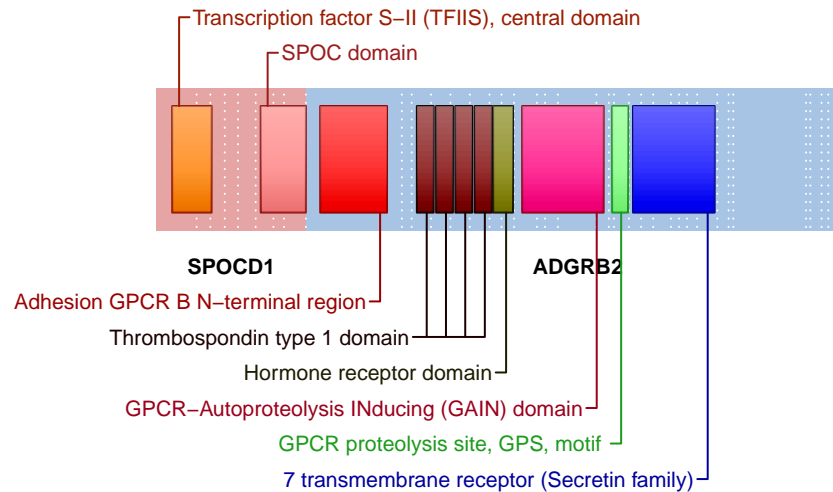 Transcription factor S−II (TFIIS), central domain
SPOC domain
SPOCD1
ADGRB2
Adhesion GPCR B N−terminal region
Thrombospondin type 1 domain
Hormone receptor domain
GPCR−Autoproteolysis INducing (GAIN) domain
GPCR proteolysis site, GPS, motif
7 transmembrane receptor (Secretin family)